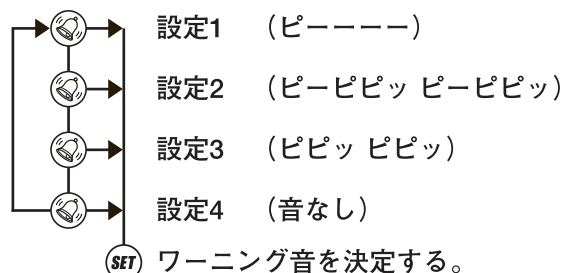 設定1 （ピーーーー）
設定2 （ピーピピッ ピーピピッ）
設定3 （ピピッ ピピッ）
設定4 （音なし）
SET ワーニング音を決定する。